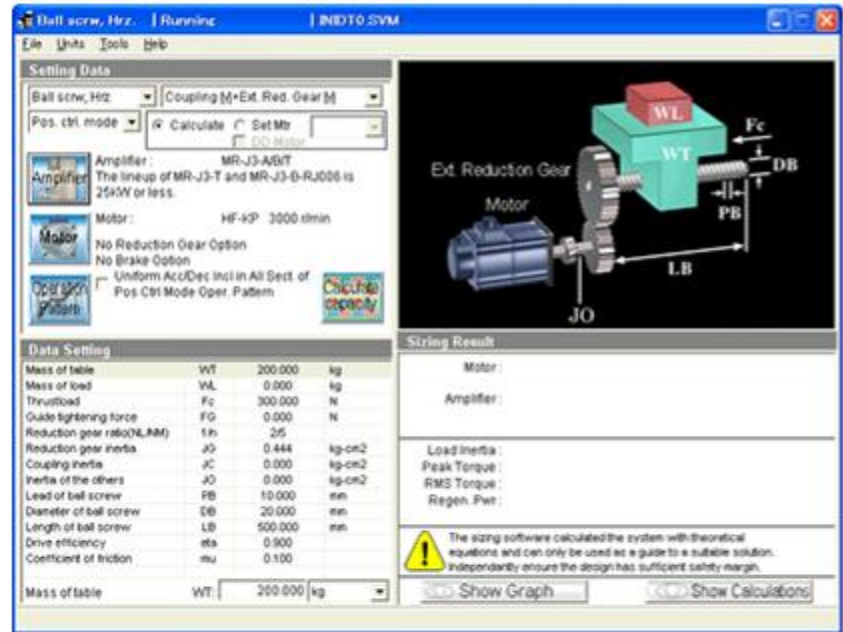 Ball scrw, Hrz. | Running | INIDT0.SVM
File Units Tools Help
Setting Data
Ball scrw, Hrz. Coupling M+Ext. Red. Gear M
Pos. ctrl. mode Calculate Set Mtr
DD Motor
Amplifier Amplifier : MR-J3-A/B/T
The lineup of MR-J3-T and MR-J3-B-RJ006 is
25kW or less.
Motor Motor : HF-KP 3000 r/min
No Reduction Gear Option
No Brake Option
Operation Pattern Uniform Acc/Dec Incl in All Sect. of
Pos Ctrl Mode Oper. Pattern
Calculate capacity
WL
WT
Fc
DB
PB
LB
JO
Ext. Reduction Gear
Motor
Data Setting
Mass of table WT 200.000 kg
Mass of load WL 0.000 kg
Thrustload Fc 300.000 N
Guide tightening force FG 0.000 N
Reduction gear ratio(NL/NM) 1/n 2/5
Reduction gear inertia JG 0.444 kg-cm2
Coupling inertia JC 0.000 kg-cm2
Inertia of the others JO 0.000 kg-cm2
Lead of ball screw PB 10.000 mm
Diameter of ball screw DB 20.000 mm
Length of ball screw LB 500.000 mm
Drive efficiency eta 0.900
Coefficient of friction mu 0.100
Mass of table WT: 200.000 kg
Sizing Result
Motor :
Amplifier :
Load Inertia :
Peak Torque :
RMS Torque :
Regen. Pwr :
The sizing software calculated the system with theoretical
equations and can only be used as a guide to a suitable solution.
Independantly ensure the design has sufficient safety margin.
Show Graph Show Calculations